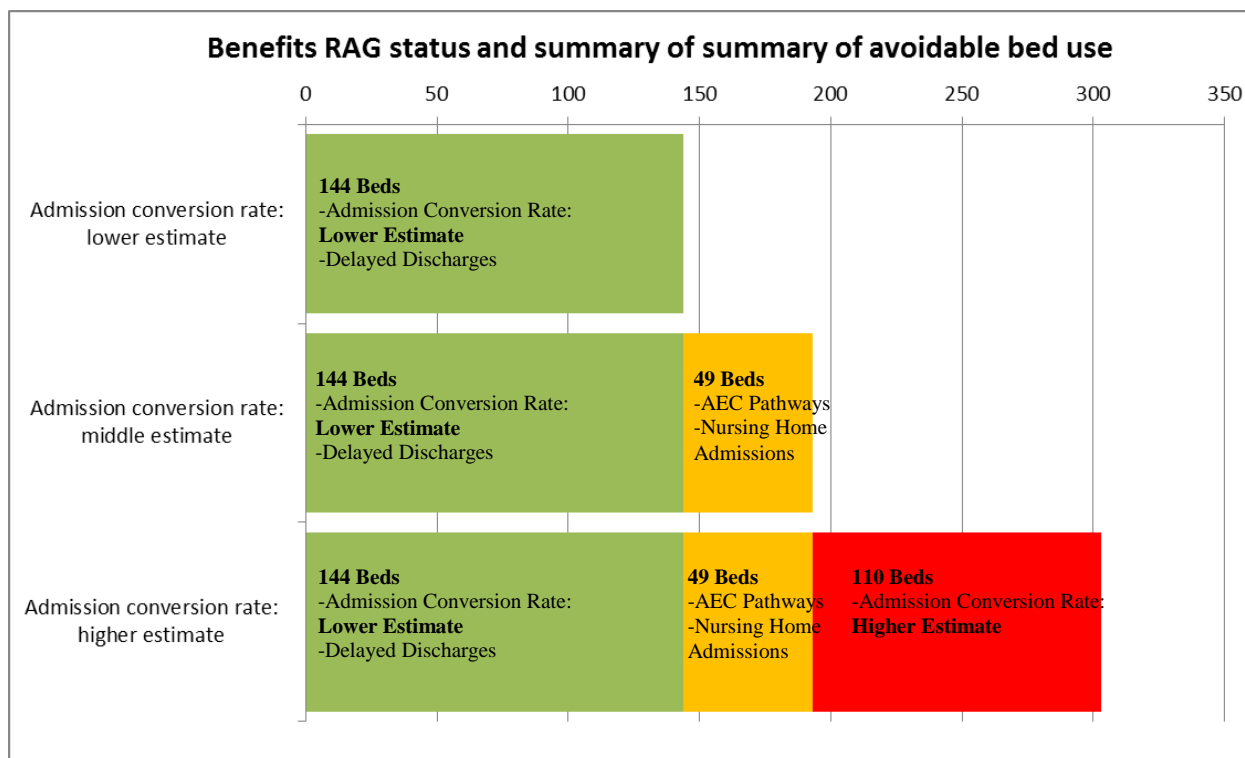 Benefits RAG status and summary of summary of avoidable bed use
0 50 100 150 200 250 300 350
Admission conversion rate:
lower estimate
144 Beds
-Admission Conversion Rate:
Lower Estimate
-Delayed Discharges
Admission conversion rate:
middle estimate
144 Beds
-Admission Conversion Rate:
Lower Estimate
-Delayed Discharges
49 Beds
-AEC Pathways
-Nursing Home
Admissions
Admission conversion rate:
higher estimate
144 Beds
-Admission Conversion Rate:
Lower Estimate
-Delayed Discharges
49 Beds
-AEC Pathways
-Nursing Home
Admissions
110 Beds
-Admission Conversion Rate:
Higher Estimate